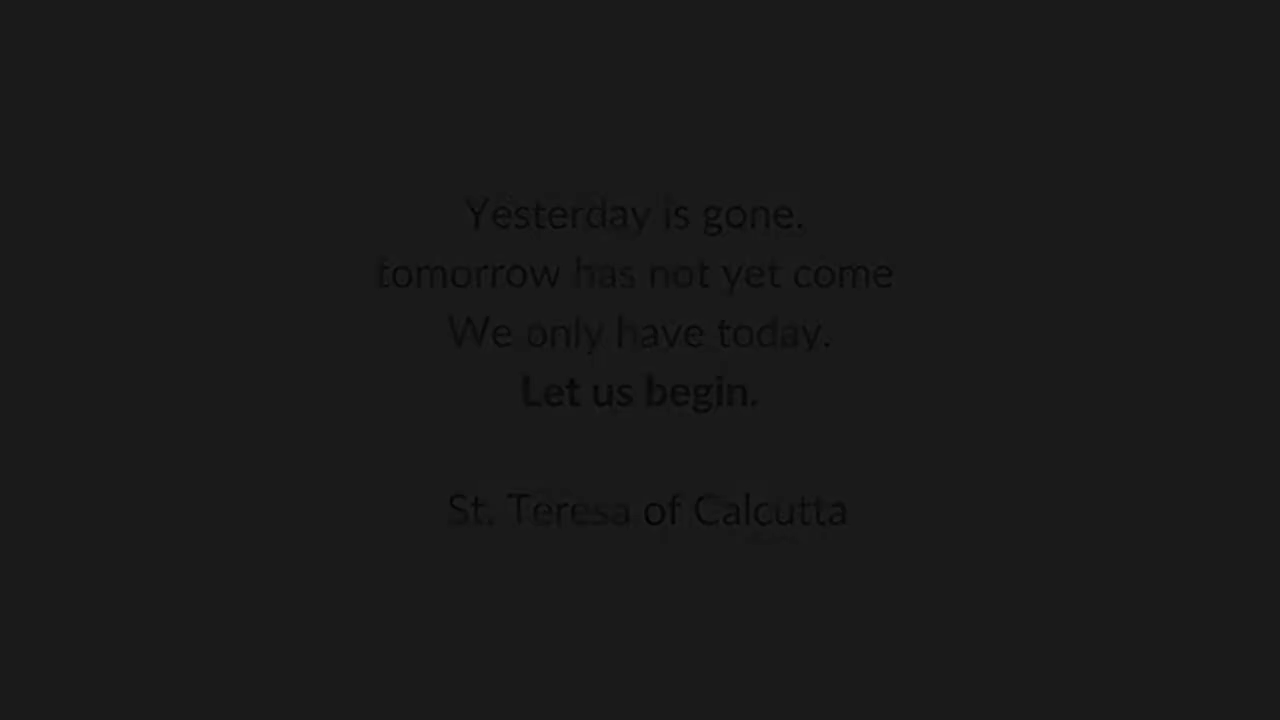 Yesterday is gone.
tomorrow has not yet come
We only have today.
Let us begin.
St. Teresa of Calcutta